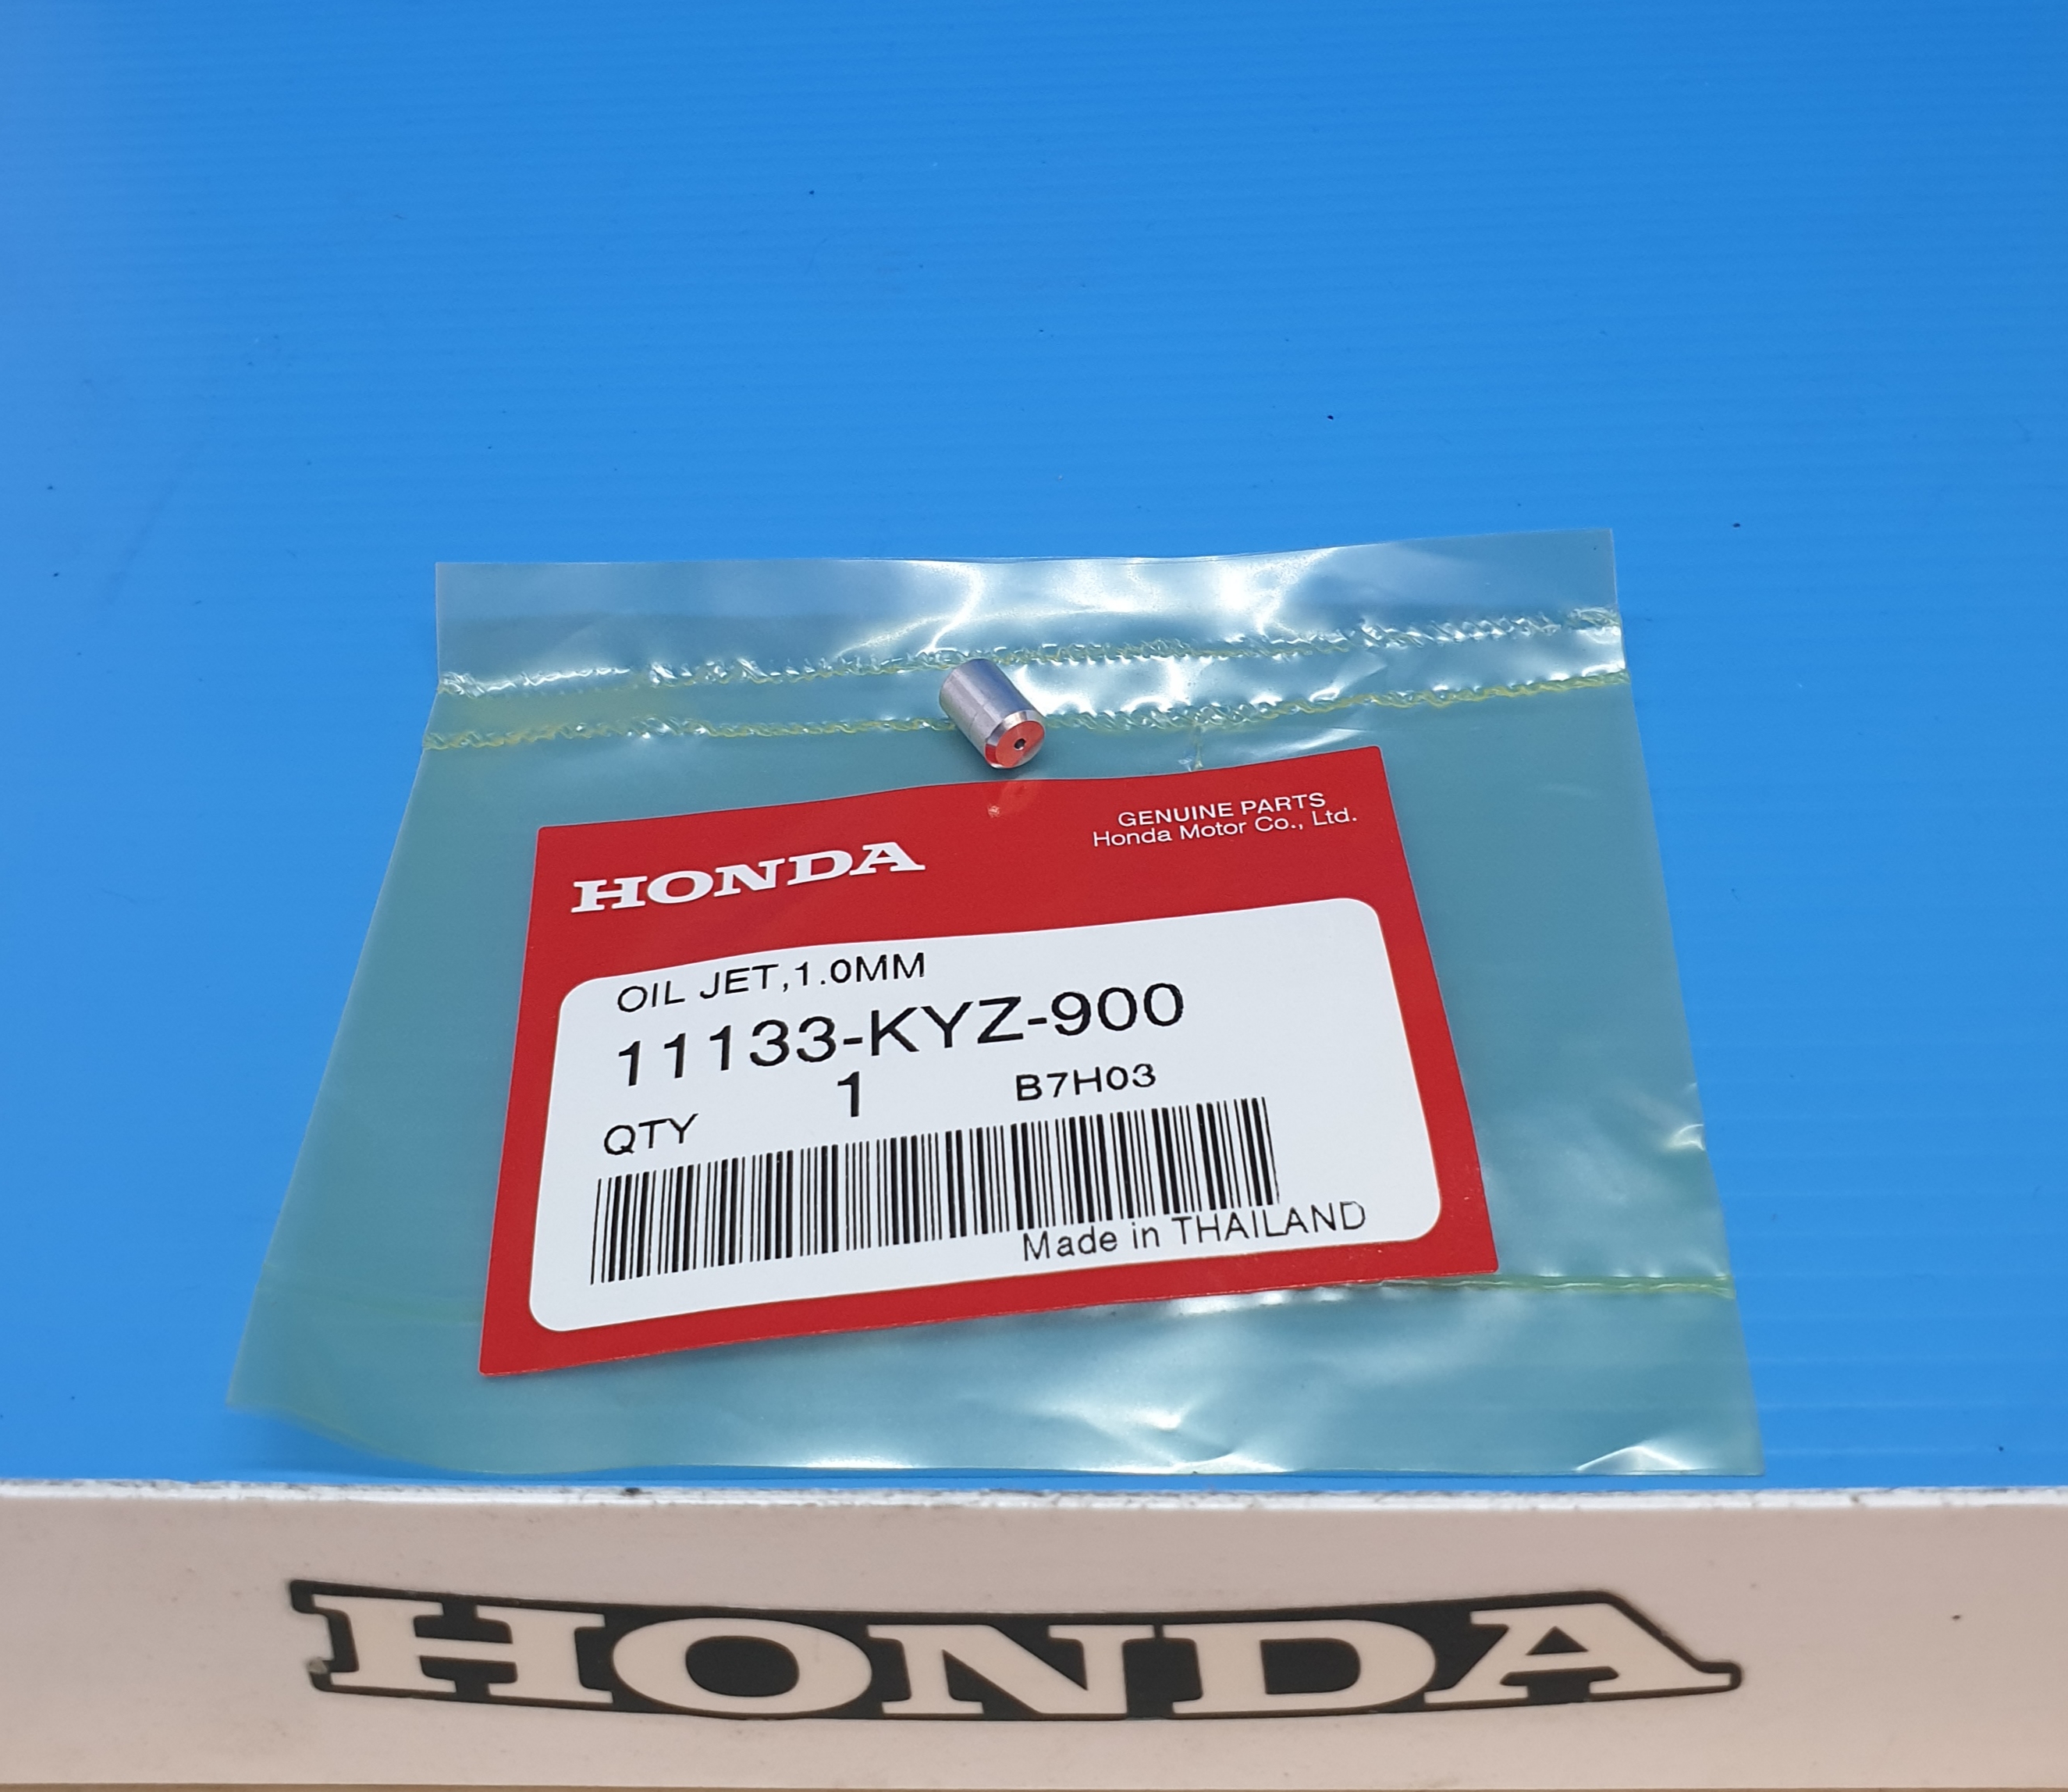 GENUINE PARTS
Honda Motor Co., Ltd.
HONDA
OIL JET,1.0MM
11133-KYZ-900
QTY 1 B7H03
Made in THAILAND
HONDA